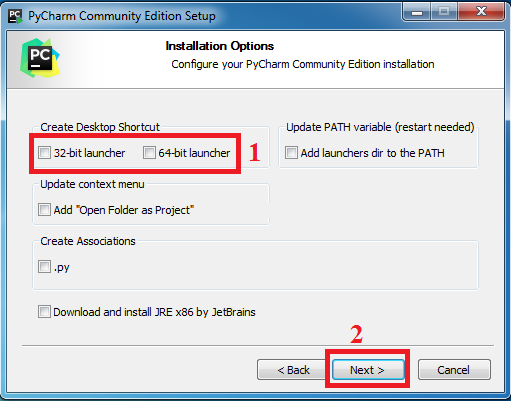 PyCharm Community Edition Setup
PC
Installation Options
Configure your PyCharm Community Edition installation
Create Desktop Shortcut
Update PATH variable (restart needed)
32-bit launcher
64-bit launcher
1
Add launchers dir to the PATH
Update context menu
Add "Open Folder as Project"
Create Associations
.py
Download and install JRE x86 by JetBrains
2
< Back
Next >
Cancel